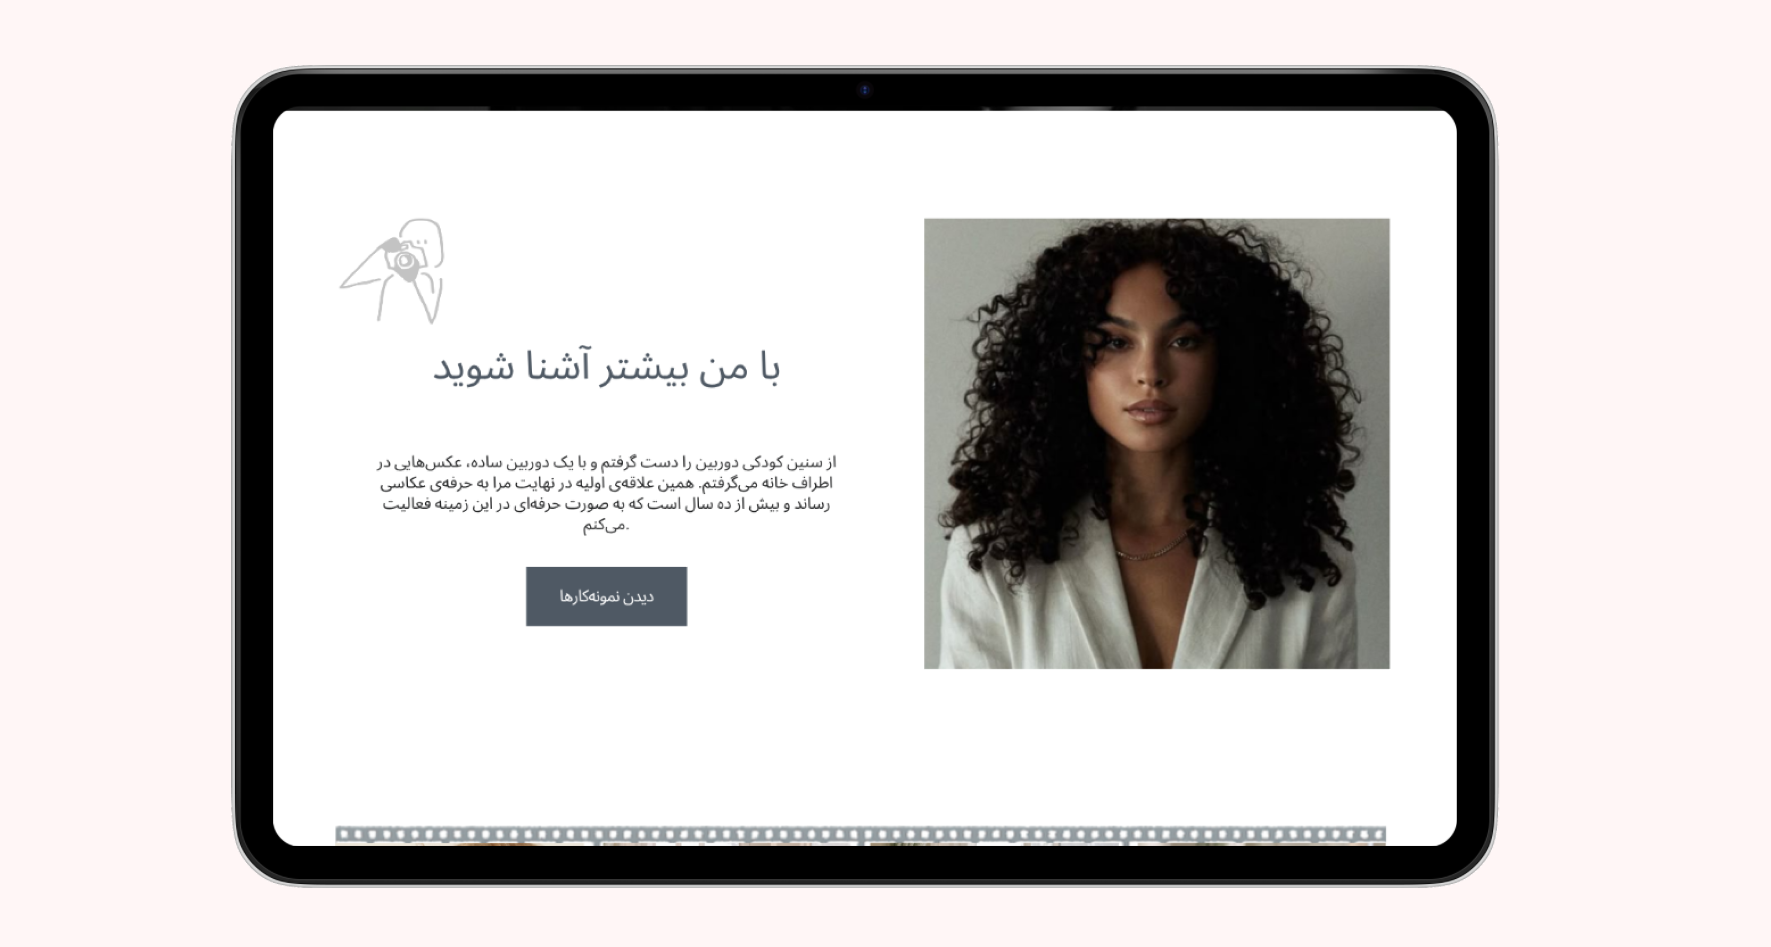 با من بیشتر آشنا شوید
از سنین کودکی دوربین را دست گرفتم و با یک دوربین ساده، عکس‌هایی در
اطراف خانه می‌گرفتم. همین علاقه‌ی اولیه در نهایت مرا به حرفه‌ی عکاسی
رساند و بیش از ده سال است که به صورت حرفه‌ای در این زمینه فعالیت
.می‌کنم
دیدن نمونه‌کارها